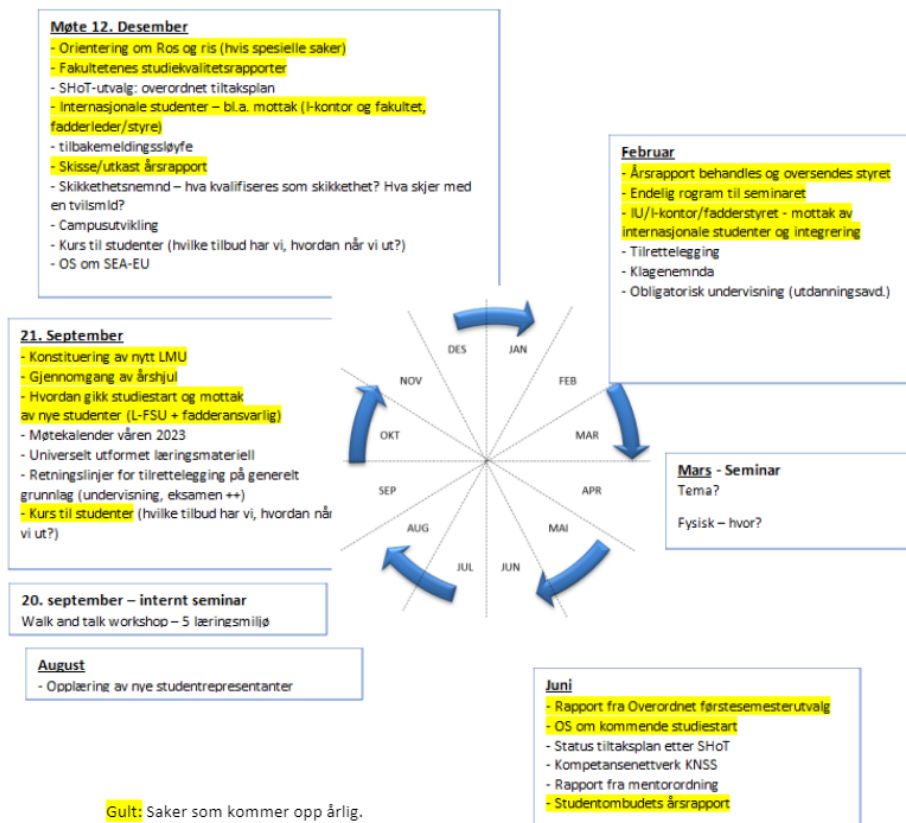 Møte 12. Desember
- Orientering om Ros og ris (hvis spesielle saker)
- Fakultetenes studiekvalitetsrapporter
- SHoT-utvalg: overordnet tiltaksplan
- Internasjonale studenter – bl.a. mottak (I-kontor og fakultet,
fadderleder/styre)
- tilbakemeldingssløyfe
- Skisse/utkast årsrapport
- Skikkethetsnemnd – hva kvalifiseres som skikkethet? Hva skjer med
en tvilsmld?
- Campusutvikling
- Kurs til studenter (hvilke tilbud har vi, hvordan når vi ut?)
- OS om SEA-EU
Februar
- Årsrapport behandles og oversendes styret
- Endelig rogram til seminaret
- IU/I-kontor/fadderstyret - mottak av
internasjonale studenter og integrering
- Tilrettelegging
- Klagenemnda
- Obligatorisk undervisning (utdanningsavd.)
21. September
- Konstituering av nytt LMU
- Gjennomgang av årshjul
- Hvordan gikk studiestart og mottak
av nye studenter (L-FSU + fadderansvarlig)
- Møtekalender våren 2023
- Universelt utformet læringsmateriell
- Retningslinjer for tilrettelegging på generelt
grunnlag (undervisning, eksamen ++)
- Kurs til studenter (hvilke tilbud har vi, hvordan når
vi ut?)
DES
JAN
NOV
FEB
OKT
MAR
SEP
APR
AUG
MAI
JUL
JUN
Mars - Seminar
Tema?
Fysisk – hvor?
20. september – internt seminar
Walk and talk workshop – 5 læringsmiljø
August
- Opplæring av nye studentrepresentanter
Juni
- Rapport fra Overordnet førstesemesterutvalg
- OS om kommende studiestart
- Status tiltaksplan etter SHoT
- Kompetansenettverk KNSS
- Rapport fra mentorordning
- Studentombudets årsrapport
Gult: Saker som kommer opp årlig.